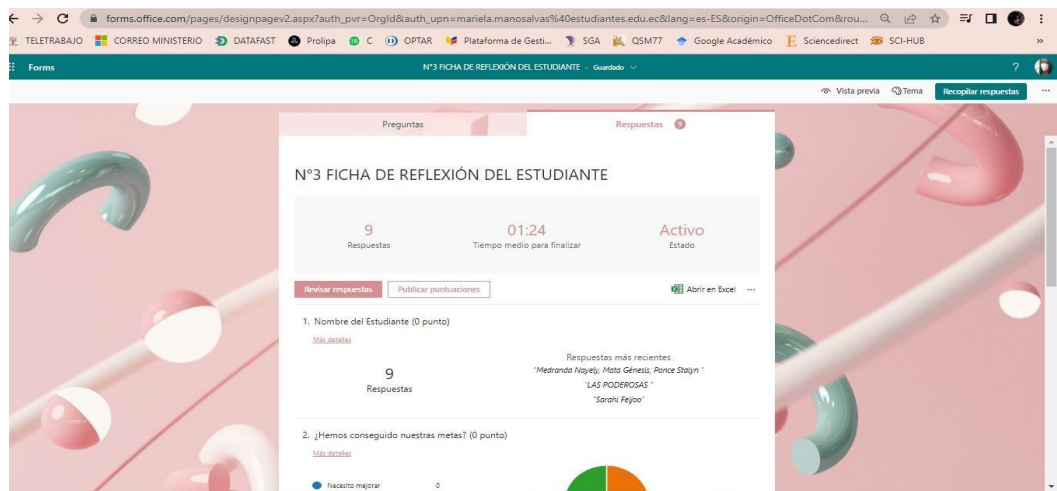 forms.office.com/pages/designpagev2.aspx?auth_pvr=OrgId&auth_upn=mariela.manosalvas%40estudiantes.edu.ec&lang=es-ES&origin=OfficeDotCom&rou...
TELETRABAJO CORREO MINISTERIO DATAFAST Prolipa C OPTAR Plataforma de Gesti... SGA QSM77 Google Académico Sciencedirect SCI-HUB »
Forms N°3 FICHA DE REFLEXIÓN DEL ESTUDIANTE - Guardado ?
Vista previa Tema Recopilar respuestas ...
Preguntas Respuestas 9
N°3 FICHA DE REFLEXIÓN DEL ESTUDIANTE
9 01:24 Activo
Respuestas Tiempo medio para finalizar Estado
Revisar respuestas Publicar puntuaciones Abrir en Excel ...
1. Nombre del Estudiante (0 punto)
Más detalles
Respuestas más recientes
9 "Medranda Nayely, Mata Génesis, Ponce Stalyn "
Respuestas "LAS PODEROSAS "
"Sarahi Feijoo"
2. ¿Hemos conseguido nuestras metas? (0 punto)
Más detalles
Necesito mejorar 0